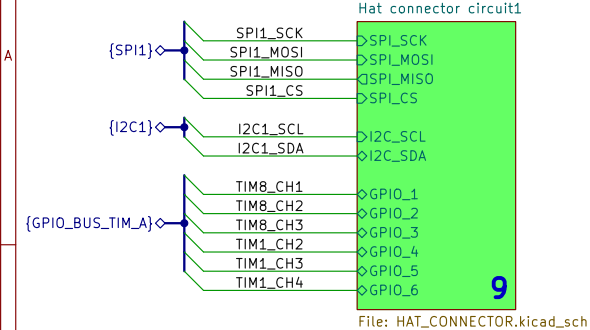 Hat connector circuit1
A
{SPI1}
SPI1_SCK SPI_SCK
SPI1_MOSI SPI_MOSI
SPI1_MISO SPI_MISO
SPI1_CS SPI_CS
{I2C1}
I2C1_SCL I2C_SCL
I2C1_SDA I2C_SDA
{GPIO_BUS_TIM_A}
TIM8_CH1 GPIO_1
TIM8_CH2 GPIO_2
TIM8_CH3 GPIO_3
TIM1_CH2 GPIO_4
TIM1_CH3 GPIO_5
TIM1_CH4 GPIO_6
9
File: HAT_CONNECTOR.kicad_sch